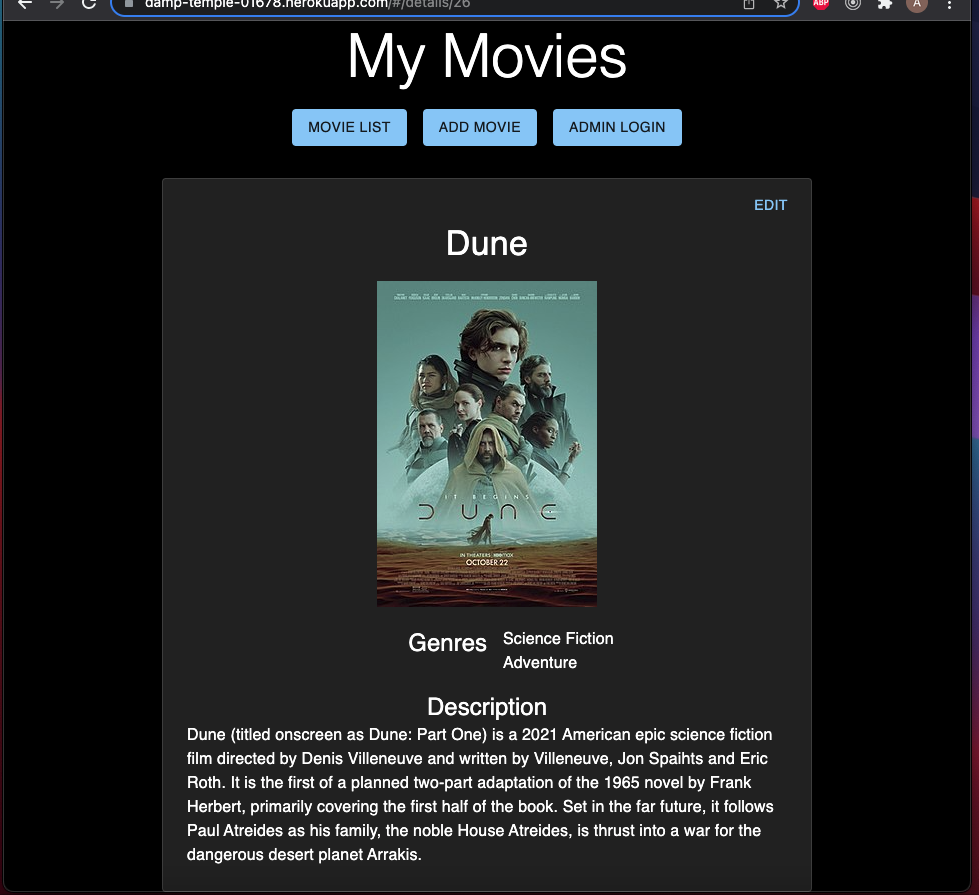 damp-temple-01678.herokuapp.com/#/details/26
ABP
A
My Movies
MOVIE LIST
ADD MOVIE
ADMIN LOGIN
EDIT
Dune
IT BEGINS
DUNE
IN THEATERS
OCTOBER 22
Genres
Science Fiction
Adventure
Description
Dune (titled onscreen as Dune: Part One) is a 2021 American epic science fiction
film directed by Denis Villeneuve and written by Villeneuve, Jon Spaihts and Eric
Roth. It is the first of a planned two-part adaptation of the 1965 novel by Frank
Herbert, primarily covering the first half of the book. Set in the far future, it follows
Paul Atreides as his family, the noble House Atreides, is thrust into a war for the
dangerous desert planet Arrakis.